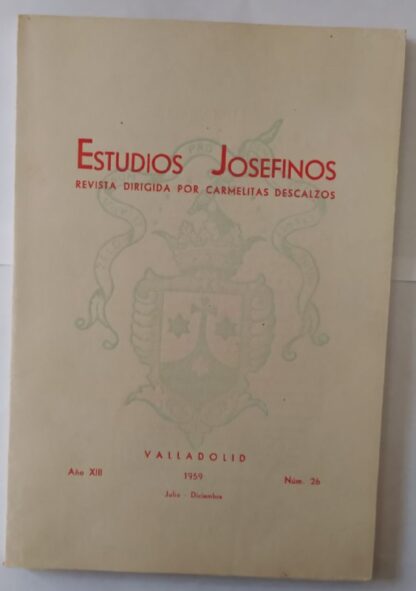 ESTUDIOS JOSEFINOS
REVISTA DIRIGIDA POR CARMELITAS DESCALZOS
VALLADOLID
Año XIII 1959 Núm. 26
Julio - Diciembre